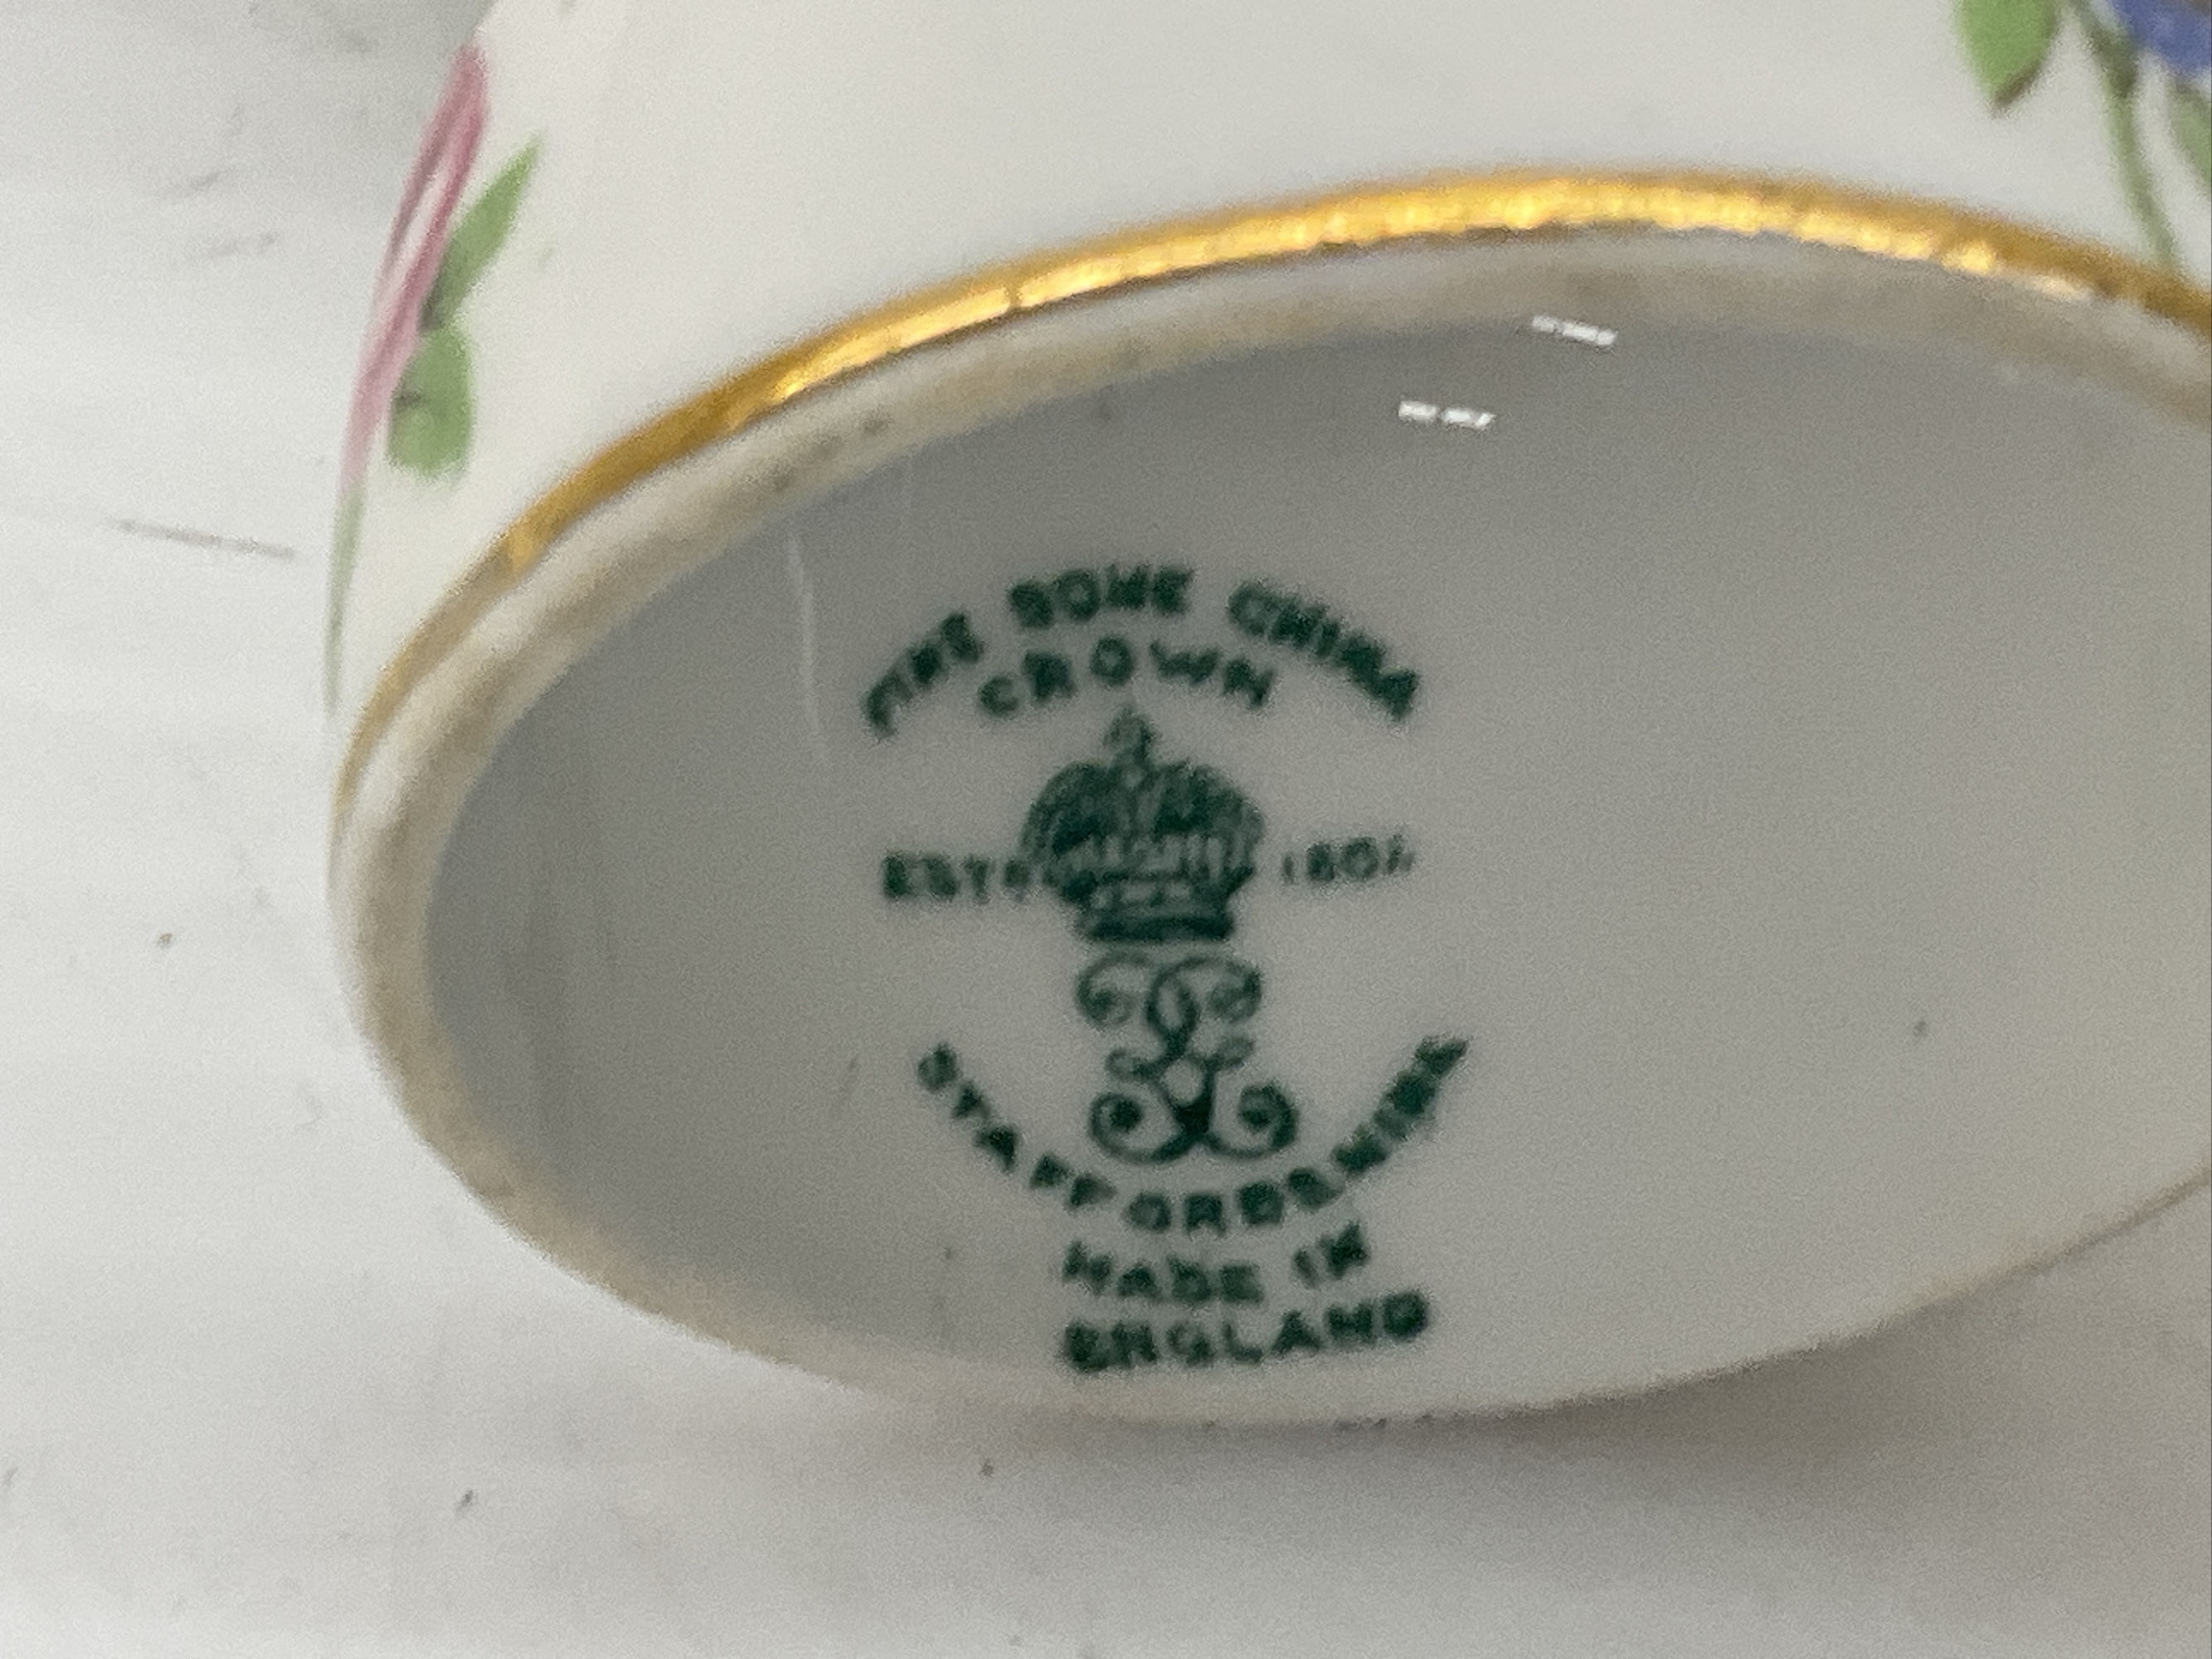 FINE BONE CHINA
CROWN
ESTD 1801
STAFFORDSHIRE
MADE IN
ENGLAND